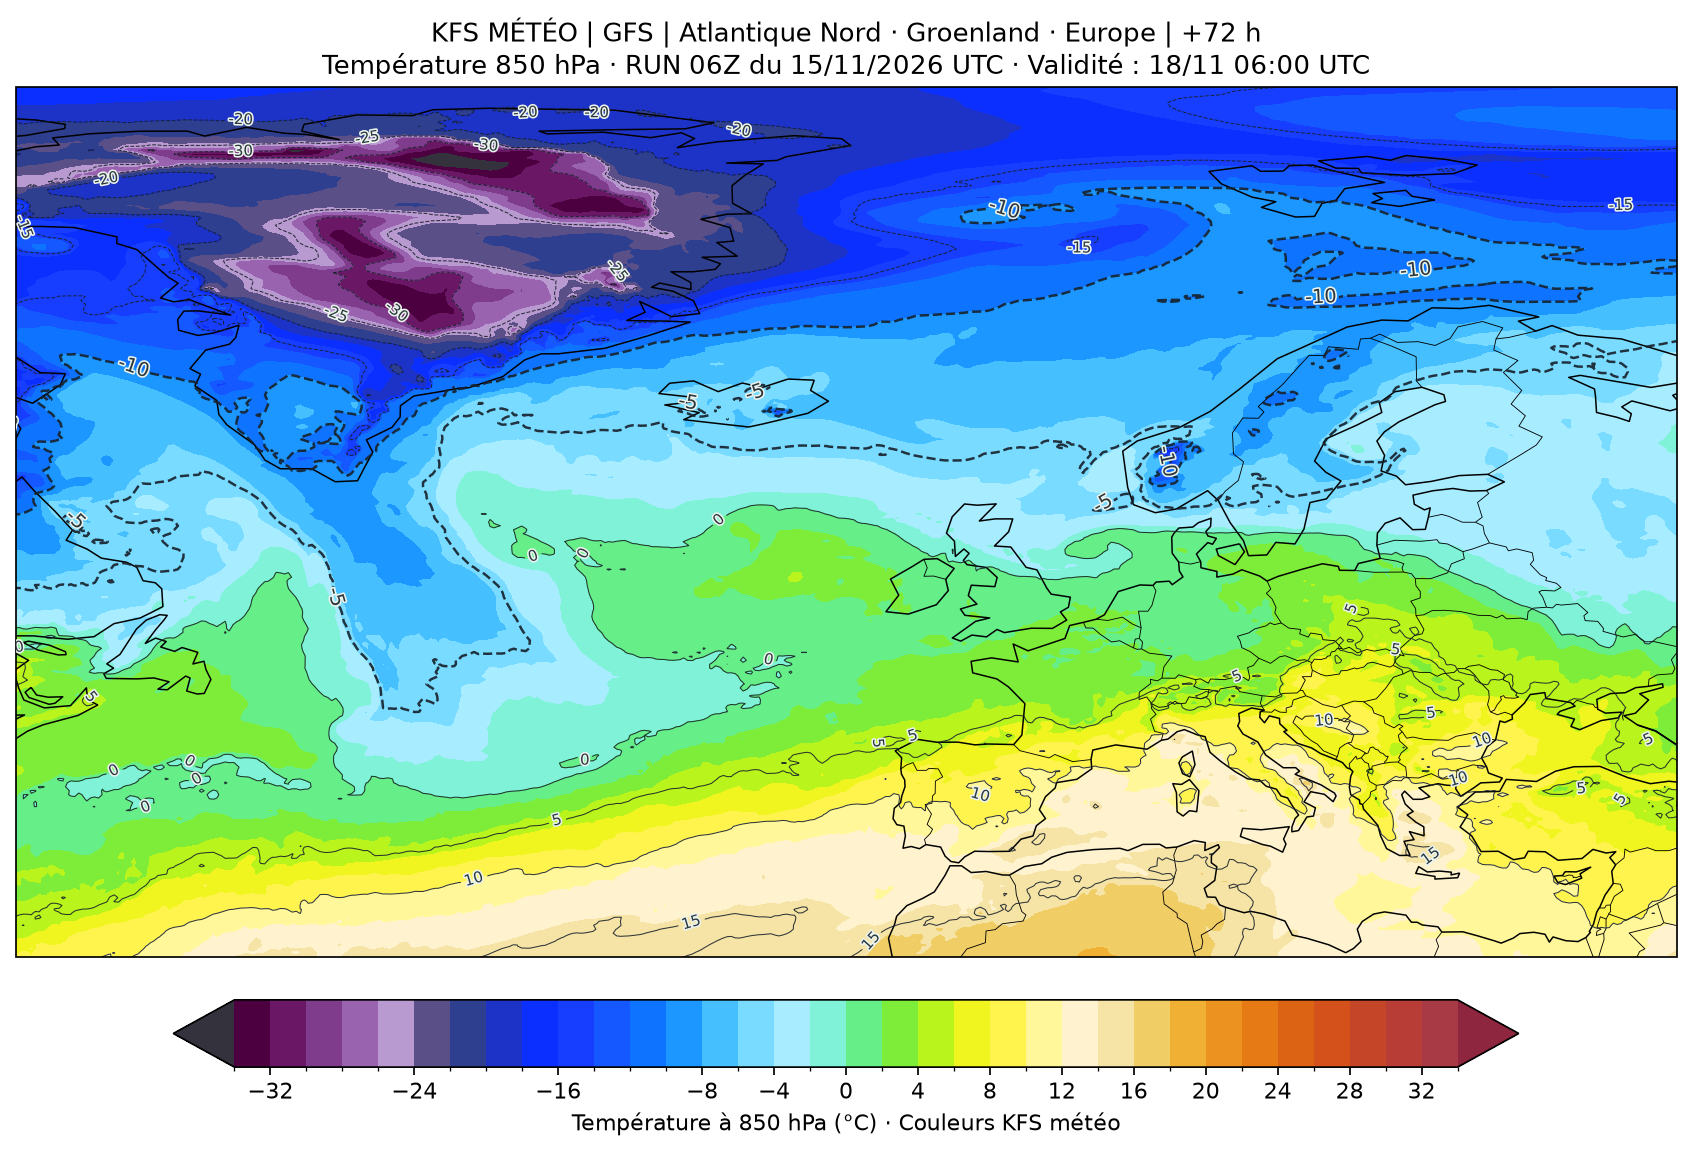 KFS MÉTÉO | GFS | Atlantique Nord · Groenland · Europe | +72 h
Température 850 hPa · RUN 06Z du 15/11/2026 UTC · Validité : 18/11 06:00 UTC
-20 -20 -20 -20
-25 -30 -30
-20
-15 -10 -15
-15
-25 -10
-25 -30 -10
-10
-5 -5
-10
-5 -5
0
0 0
-5 5
0 0 5
5 5
5 10 5
5 5 10 5
0 0 0
0 10 5 5
0 10
5
15
10
15
15
−32 −24 −16 −8 −4 0 4 8 12 16 20 24 28 32
Température à 850 hPa (°C) · Couleurs KFS météo